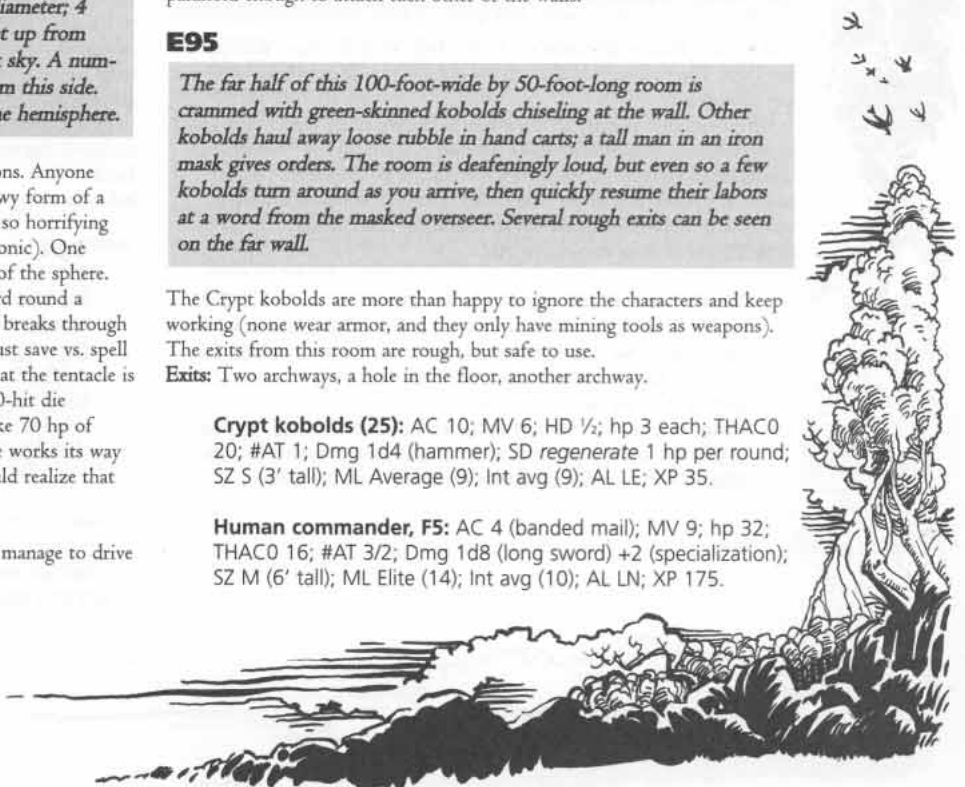 diameter; 4
t up from
sky. A num-
m this side.
e hemisphere.
ons. Anyone
wy form of a
so horrifying
onic). One
of the sphere.
rd round a
breaks through
ust save vs. spell
at the tentacle is
0-hit die
ke 70 hp of
e works its way
uld realize that
manage to drive
E95
The far half of this 100-foot-wide by 50-foot-long room is
crammed with green-skinned kobolds chiseling at the wall. Other
kobolds haul away loose rubble in hand carts; a tall man in an iron
mask gives orders. The room is deafeningly loud, but even so a few
kobolds turn around as you arrive, then quickly resume their labors
at a word from the masked overseer. Several rough exits can be seen
on the far wall.
The Crypt kobolds are more than happy to ignore the characters and keep
working (none wear armor, and they only have mining tools as weapons).
The exits from this room are rough, but safe to use.
Exits: Two archways, a hole in the floor, another archway.
Crypt kobolds (25): AC 10; MV 6; HD ½; hp 3 each; THAC0
20; #AT 1; Dmg 1d4 (hammer); SD regenerate 1 hp per round;
SZ S (3' tall); ML Average (9); Int avg (9); AL LE; XP 35.
Human commander, F5: AC 4 (banded mail); MV 9; hp 32;
THAC0 16; #AT 3/2; Dmg 1d8 (long sword) +2 (specialization);
SZ M (6' tall); ML Elite (14); Int avg (10); AL LN; XP 175.